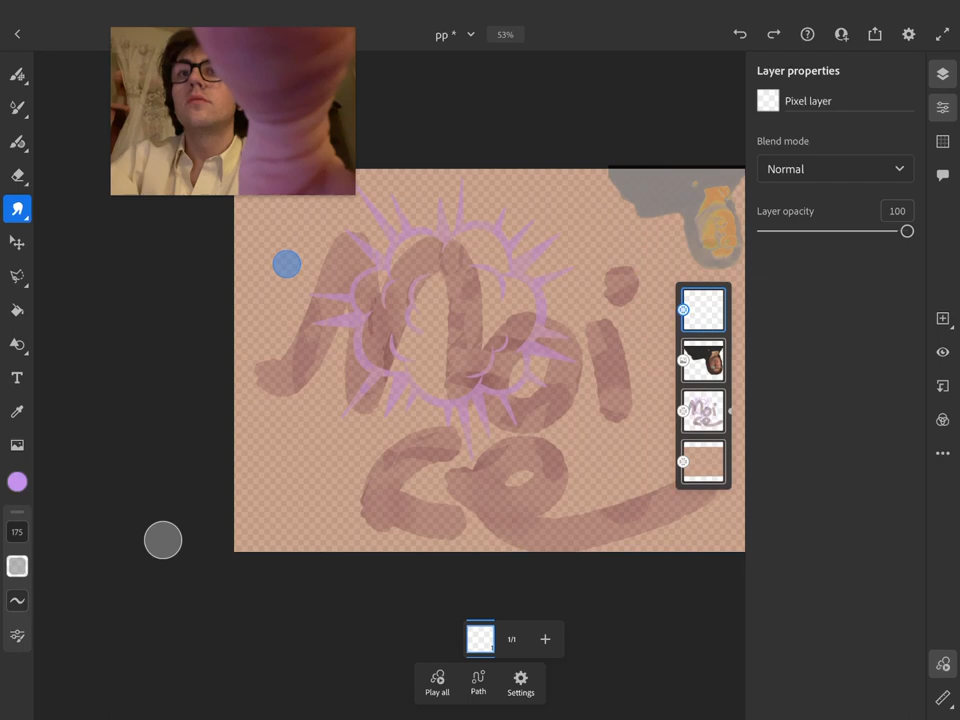 pp *
53%
Layer properties
Pixel layer
Blend mode
Normal
Layer opacity
100
Moi
ce
175
1/1
Play all
Path
Settings